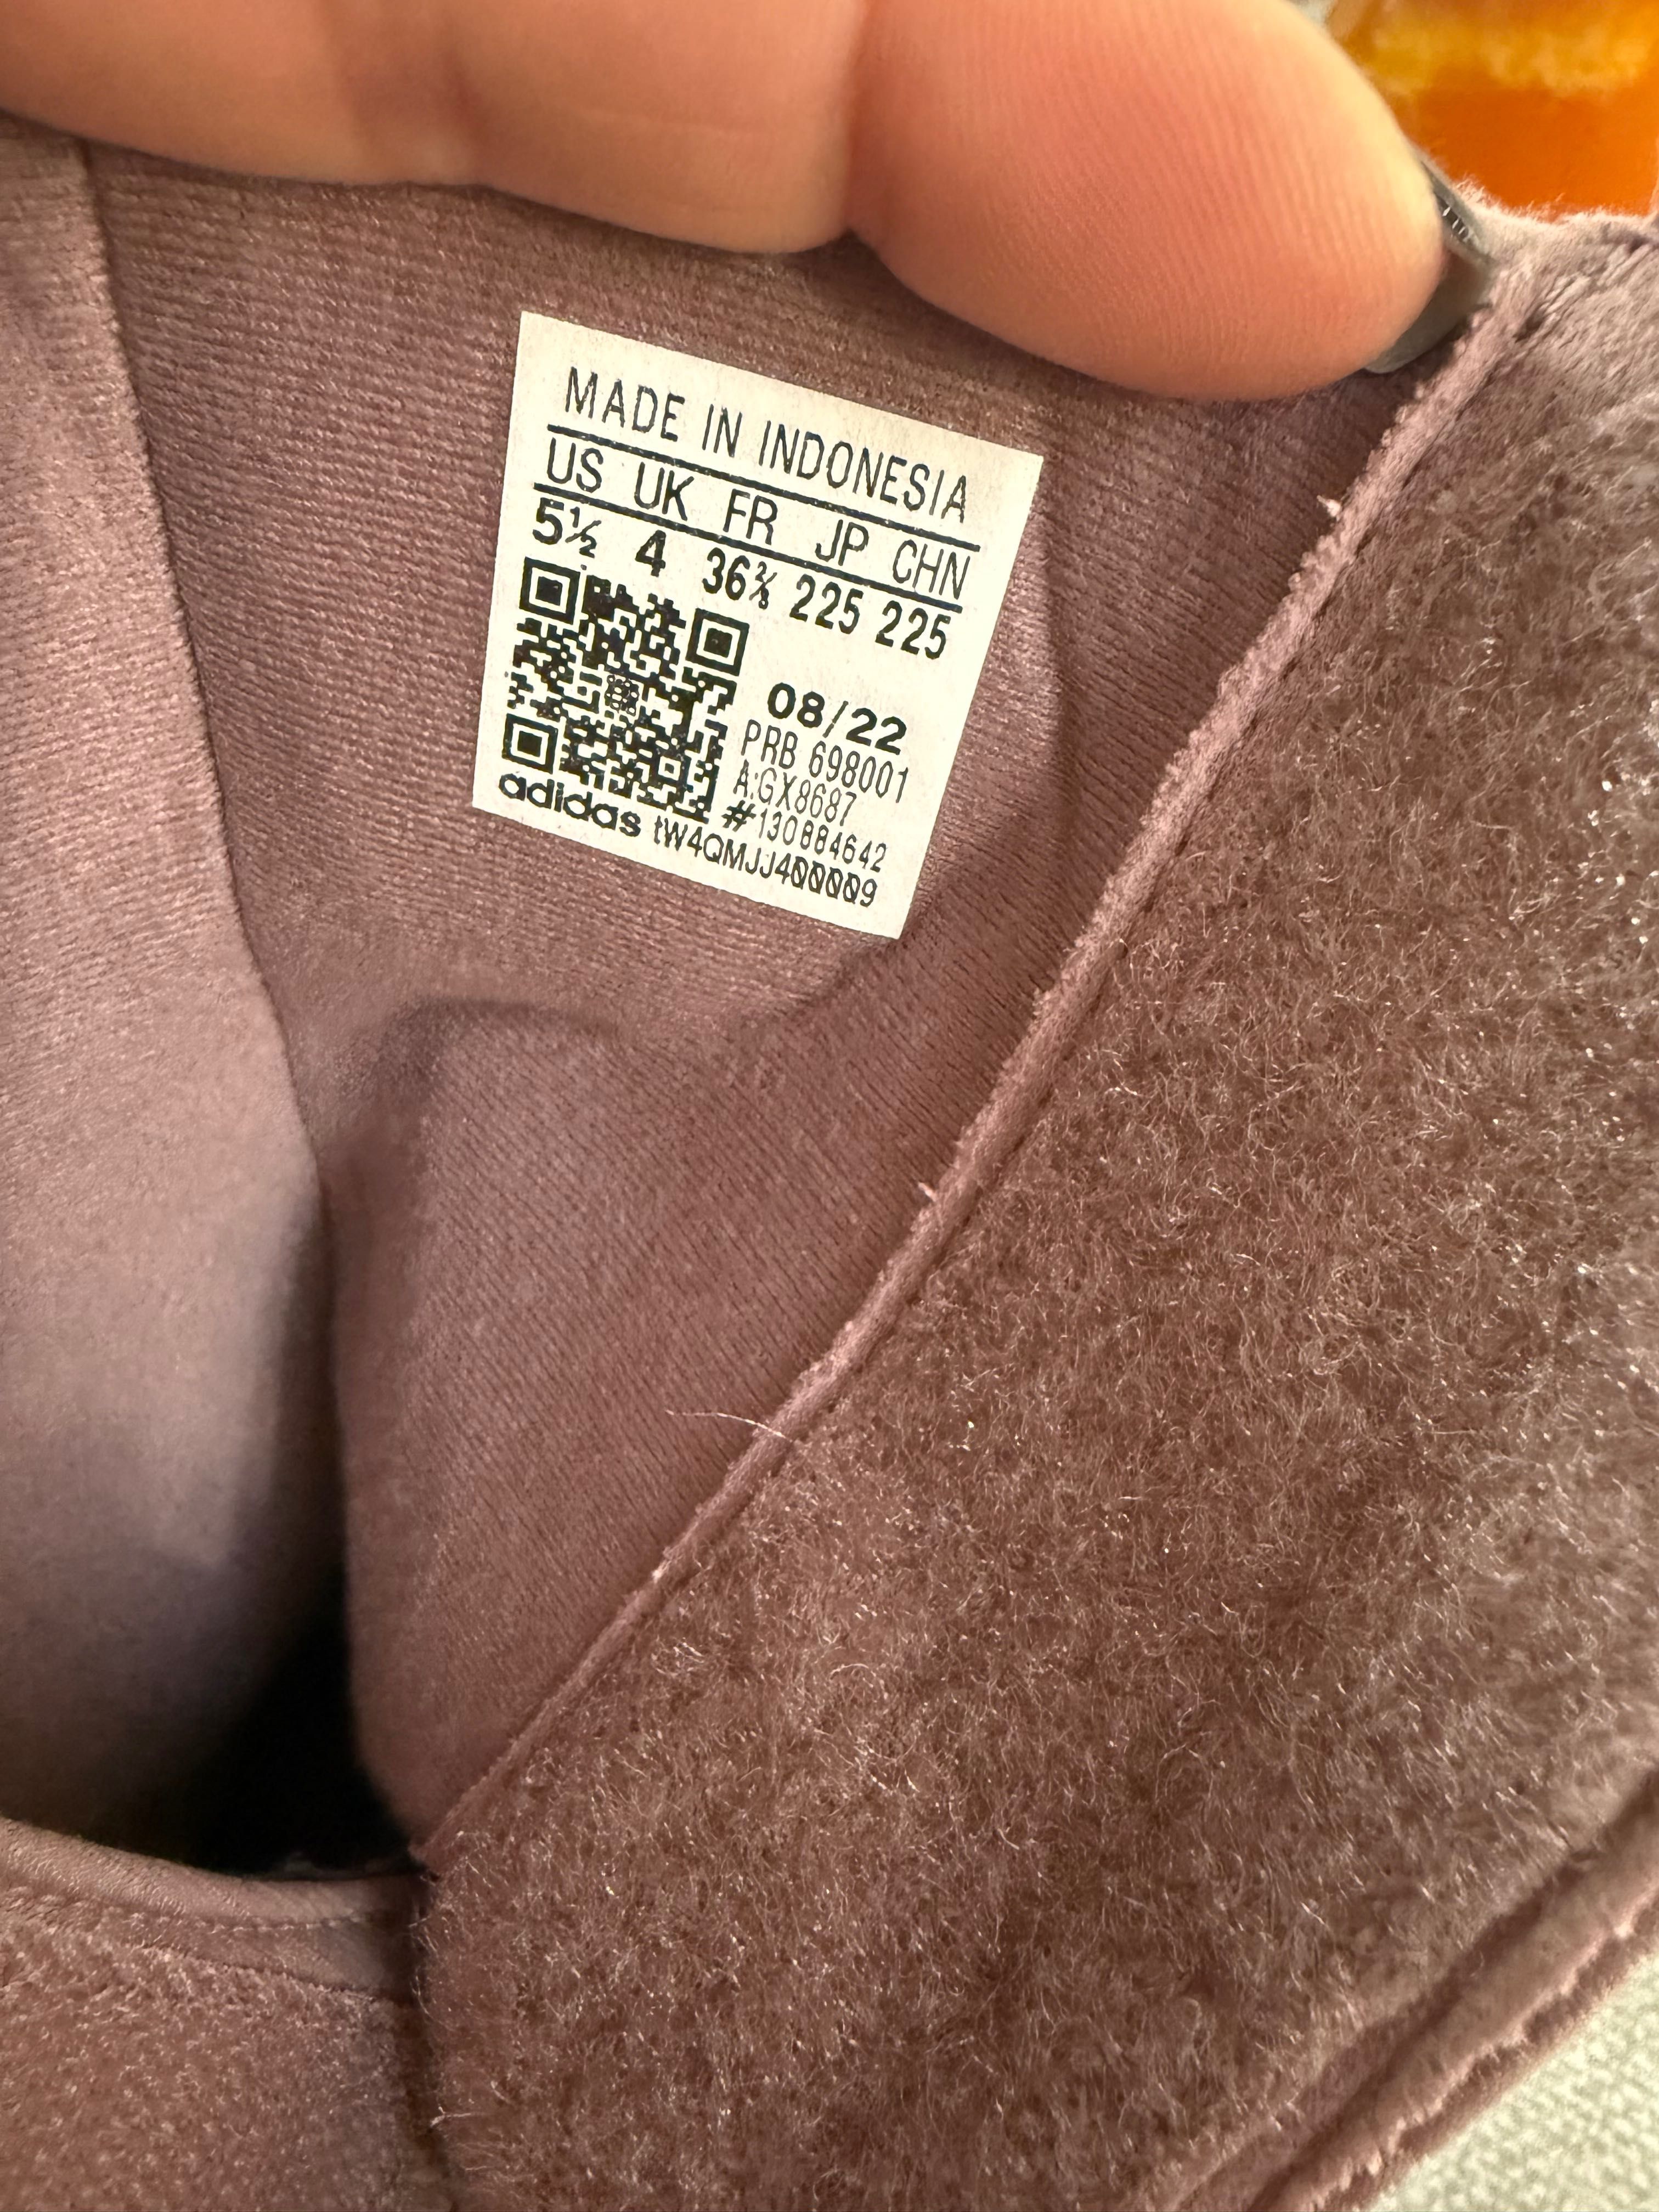 MADE IN INDONESIA
US UK FR JP CHN
5½ 4 36⅔ 225 225
08/22
PRB 698001
A:GX8687
#130884642
adidas tW4QMJJ400009